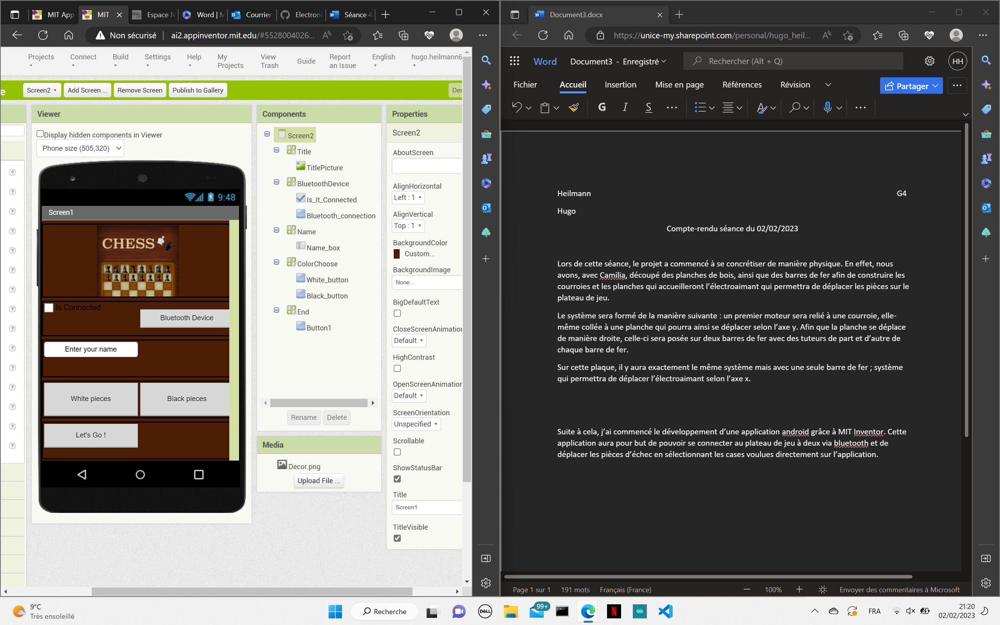 MIT App
MIT
Espace N
Word | M
Courrier
Electroni
Séance 4
Non sécurisé
ai2.appinventor.mit.edu/#5528004026...
Projects
Connect
Build
Settings
Help
My Projects
View Trash
Guide
Report an Issue
English
hugo.heilmann6
e
Screen2
Add Screen ...
Remove Screen
Publish to Gallery
Des
Viewer
Display hidden components in Viewer
Phone size (505,320)
9:48
Screen1
CHESS
Is Connected
Bluetooth Device
Enter your name
White pieces
Black pieces
Let's Go !
Components
Screen2
Title
TitlePicture
BluetoothDevice
Is_It_Connected
Bluetooth_connection
Name
Name_box
ColorChoose
White_button
Black_button
End
Button1
Rename
Delete
Media
Decor.png
Upload File ...
Properties
Screen2
AboutScreen
AlignHorizontal
Left : 1
AlignVertical
Top : 1
BackgroundColor
Custom...
BackgroundImage
None...
BigDefaultText
CloseScreenAnimation
Default
HighContrast
OpenScreenAnimation
Default
ScreenOrientation
Unspecified
Scrollable
ShowStatusBar
Title
Screen1
TitleVisible
Document3.docx
https://unice-my.sharepoint.com/personal/hugo_heil...
Word
Document3 - Enregistré
Rechercher (Alt + Q)
HH
Fichier
Accueil
Insertion
Mise en page
Références
Révision
Partager
G
I
S
Heilmann
G4
Hugo
Compte-rendu séance du 02/02/2023
Lors de cette séance, le projet a commencé à se concrétiser de manière physique. En effet, nous
avons, avec Camilia, découpé des planches de bois, ainsi que des barres de fer afin de construire les
courroies et les planches qui accueilleront l’électroaimant qui permettra de déplacer les pièces sur le
plateau de jeu.
Le système sera formé de la manière suivante : un premier moteur sera relié à une courroie, elle-
même collée à une planche qui pourra ainsi se déplacer selon l’axe y. Afin que la planche se déplace
de manière droite, celle-ci sera posée sur deux barres de fer avec des tuteurs de part et d’autre de
chaque barre de fer.
Sur cette plaque, il y aura exactement le même système mais avec une seule barre de fer ; système
qui permettra de déplacer l’électroaimant selon l’axe x.
Suite à cela, j’ai commencé le développement d’une application android grâce à MIT Inventor. Cette
application aura pour but de pouvoir se connecter au plateau de jeu à deux via bluetooth et de
déplacer les pièces d’échec en sélectionnant les cases voulues directement sur l’application.
Page 1 sur 1
191 mots
Français (France)
100%
Envoyer des commentaires à Microsoft
9°C
Très ensoleillé
Recherche
DELL
99+
N
FRA
21:20
02/02/2023